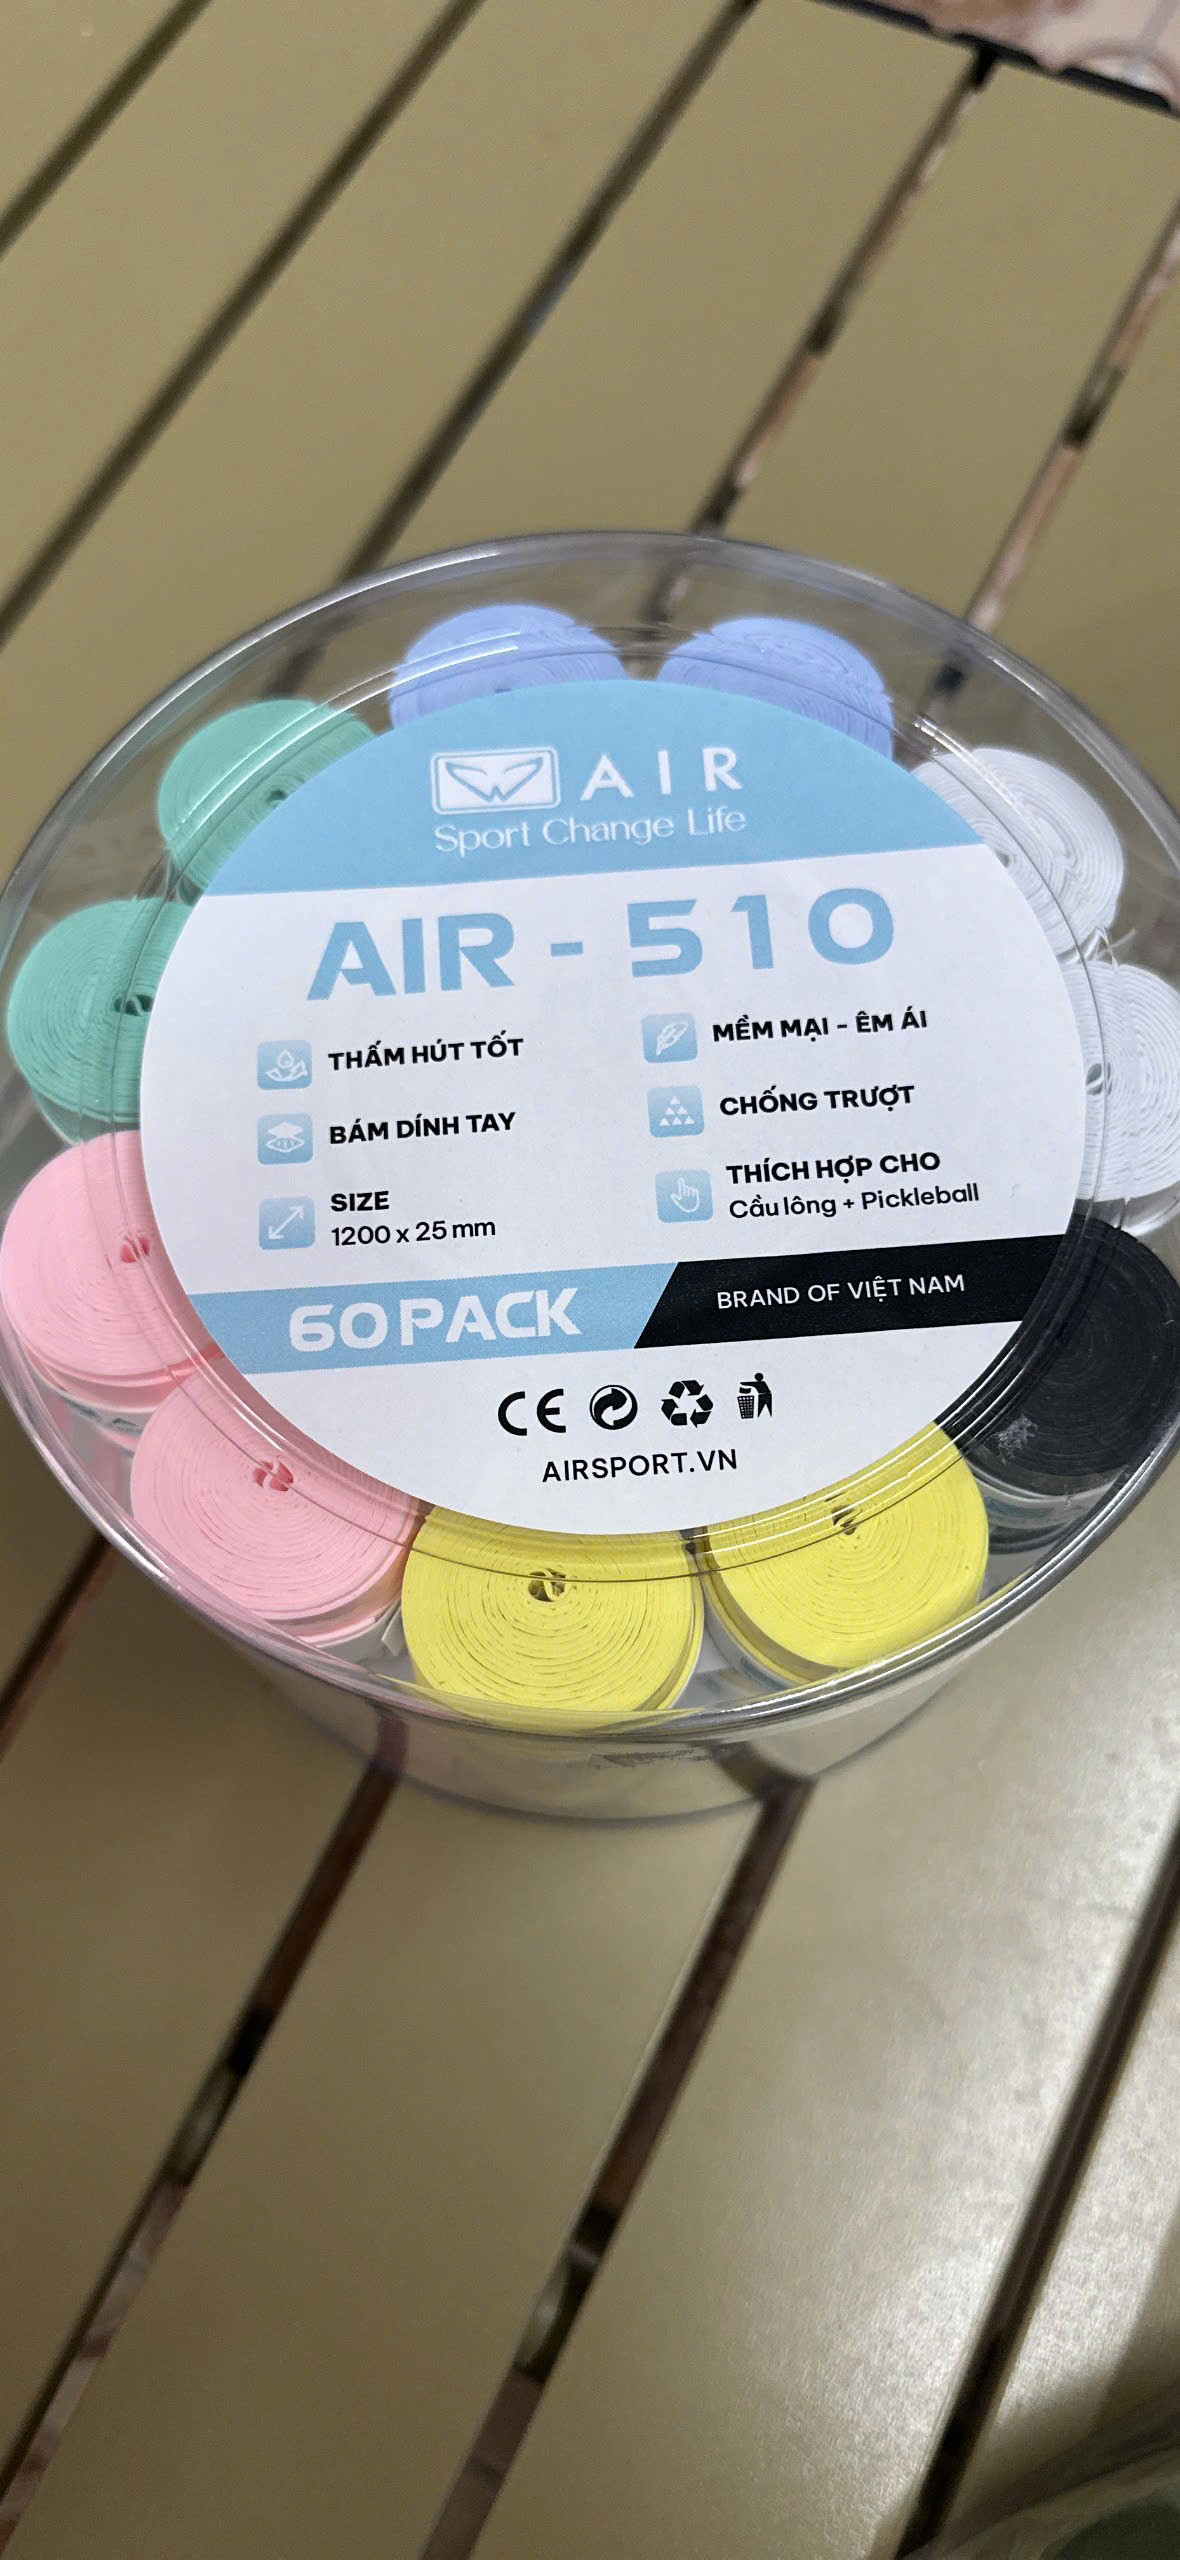 AIR
Sport Change Life
AIR - 510
THẤM HÚT TỐT
BÁM DÍNH TAY
SIZE
1200 x 25 mm
MỀM MẠI - ÊM ÁI
CHỐNG TRƯỢT
THÍCH HỢP CHO
Cầu lông + Pickleball
60 PACK
BRAND OF VIỆT NAM
CE
AIRSPORT.VN